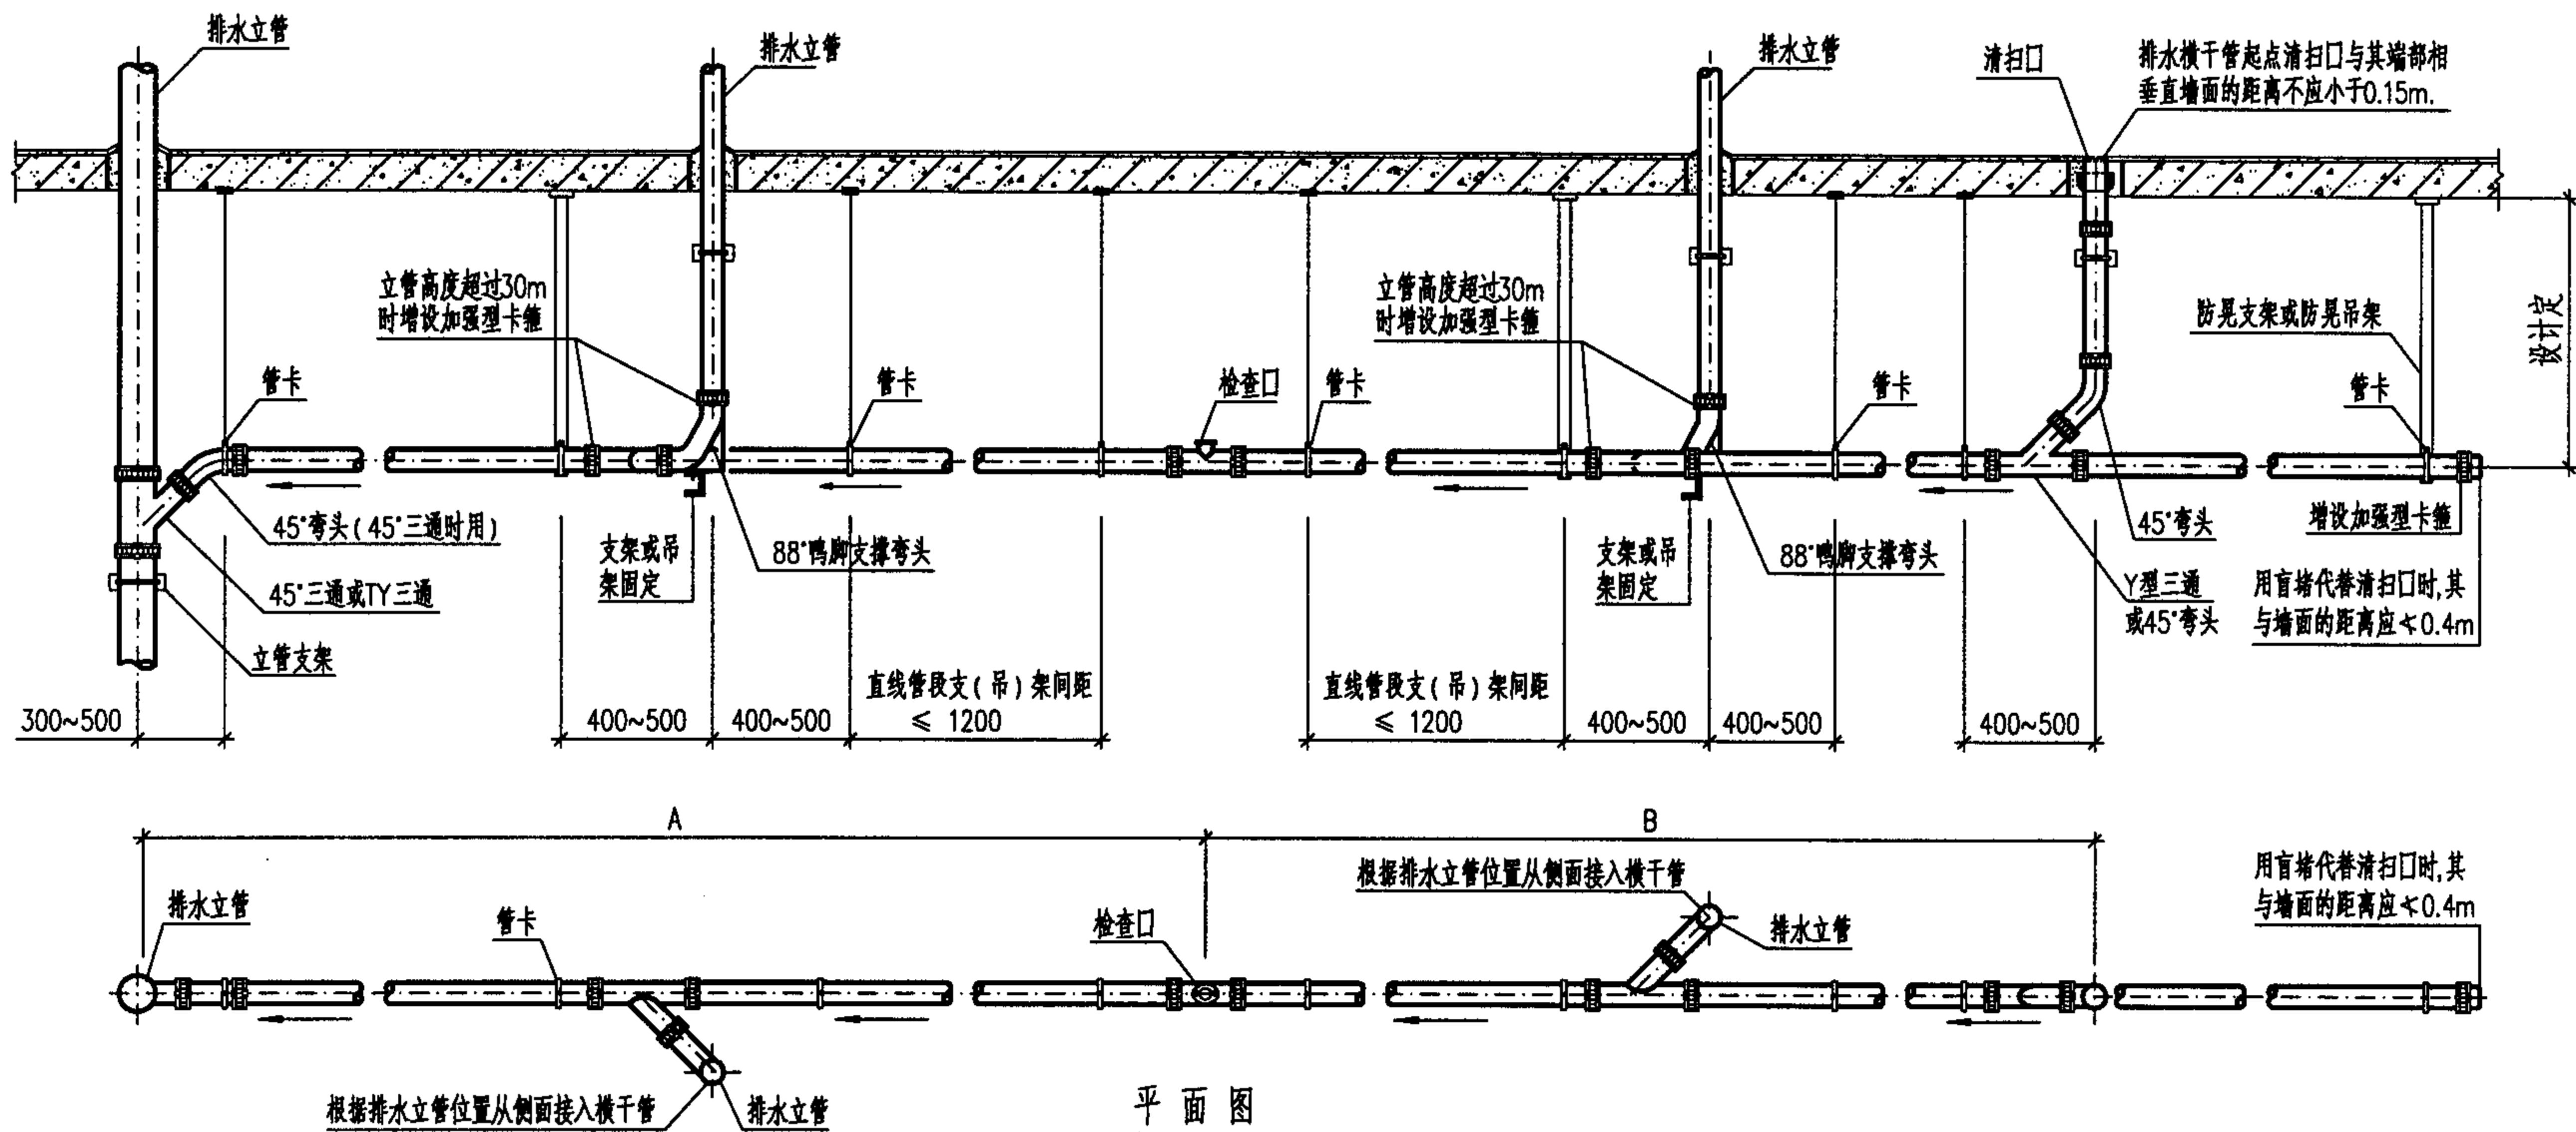 排水立管
排水立管
排水立管
清扫口
排水横干管起点清扫口与其端部相
垂直墙面的距离不应小于0.15m.
立管高度超过30m
时增设加强型卡箍
立管高度超过30m
时增设加强型卡箍
防晃支架或防晃吊架
设计定
管卡
管卡
检查口
管卡
管卡
管卡
45°弯头(45°三通时用)
45°三通或TY三通
立管支架
支架或吊
架固定
88°鸭脚支撑弯头
支架或吊
架固定
88°鸭脚支撑弯头
45°弯头
Y型三通
或45°弯头
增设加强型卡箍
用盲堵代替清扫口时,其
与墙面的距离应≮0.4m
直线管段支(吊)架间距
≤ 1200
直线管段支(吊)架间距
≤ 1200
300~500
400~500
400~500
400~500
400~500
400~500
A
B
排水立管
管卡
检查口
根据排水立管位置从侧面接入横干管
排水立管
用盲堵代替清扫口时,其
与墙面的距离应≮0.4m
根据排水立管位置从侧面接入横干管
排水立管
平面图